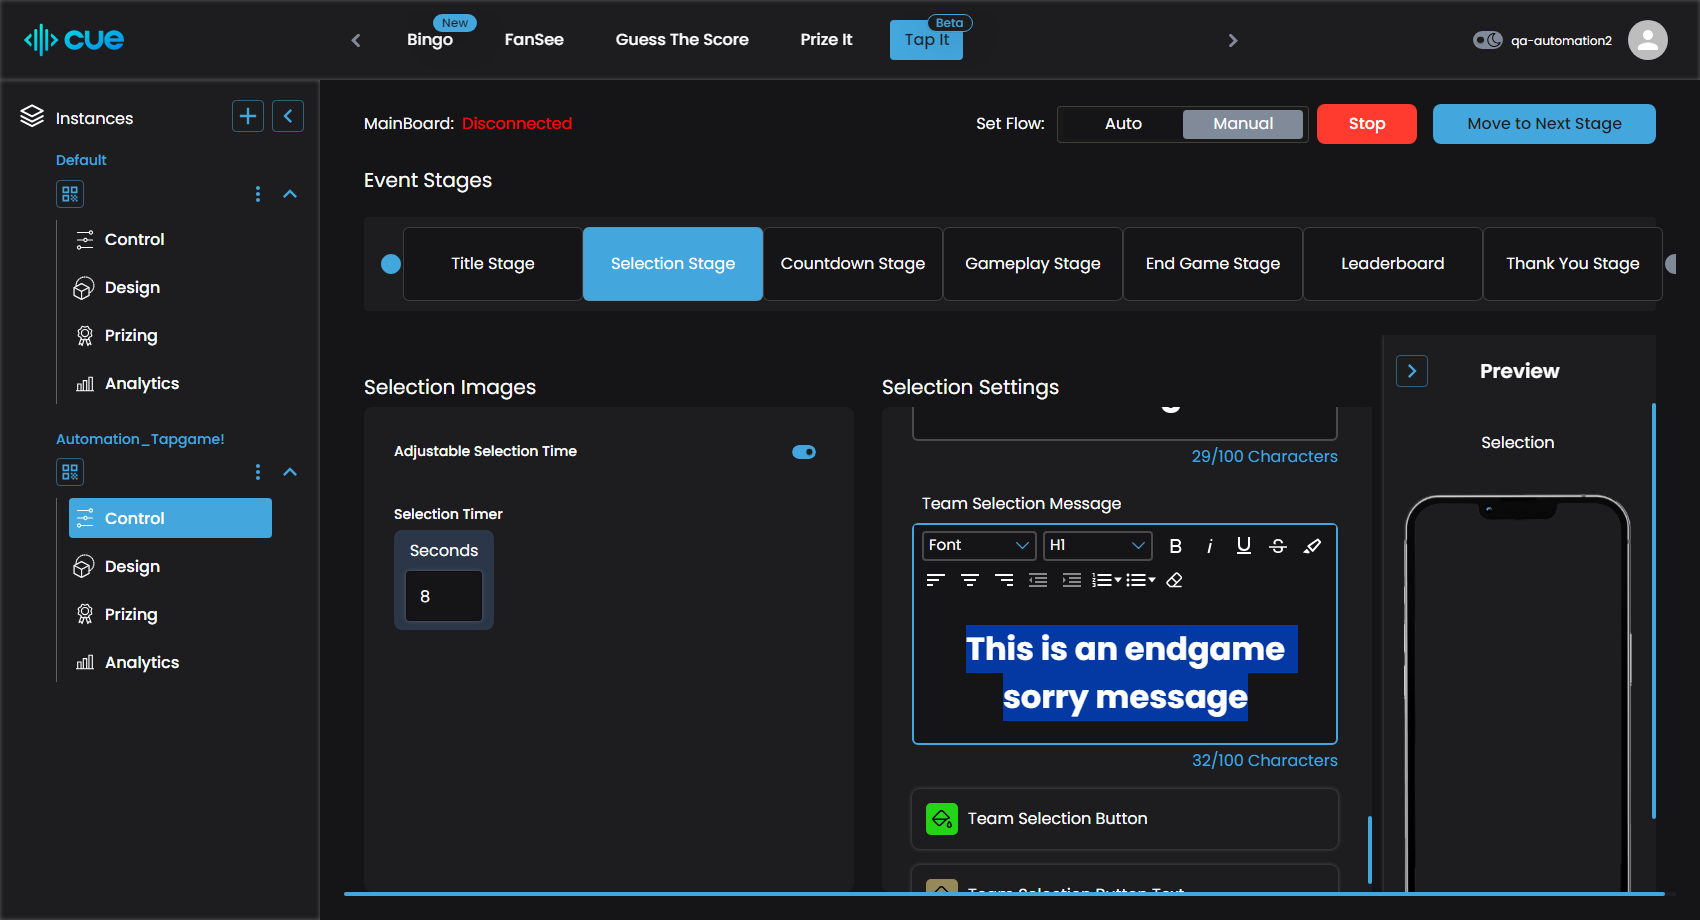 cue
New
Bingo
FanSee
Guess The Score
Prize It
Beta
Tap It
qa-automation2
Instances
Default
Control
Design
Prizing
Analytics
Automation_Tapgame!
Control
Design
Prizing
Analytics
MainBoard: Disconnected
Set Flow:
Auto
Manual
Stop
Move to Next Stage
Event Stages
Title Stage
Selection Stage
Countdown Stage
Gameplay Stage
End Game Stage
Leaderboard
Thank You Stage
Selection Images
Adjustable Selection Time
Selection Timer
Seconds
8
Selection Settings
29/100 Characters
Team Selection Message
Font
H1
B
i
U
S
This is an endgame
sorry message
32/100 Characters
Team Selection Button
Team Selection Button Text
Preview
Selection